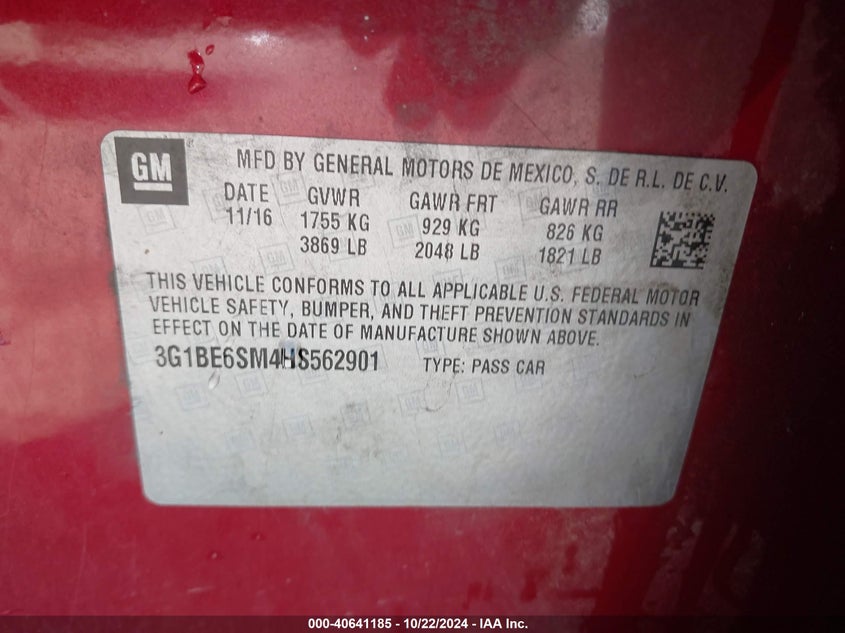 GM
MFD BY GENERAL MOTORS DE MEXICO, S. DE R.L. DE C.V.
DATE GVWR GAWR FRT GAWR RR
11/16 1755 KG 929 KG 826 KG
3869 LB 2048 LB 1821 LB
THIS VEHICLE CONFORMS TO ALL APPLICABLE U.S. FEDERAL MOTOR
VEHICLE SAFETY, BUMPER, AND THEFT PREVENTION STANDARDS IN
EFFECT ON THE DATE OF MANUFACTURE SHOWN ABOVE.
3G1BE6SM4HS562901 TYPE: PASS CAR
000-40641185 - 10/22/2024 - IAA Inc.